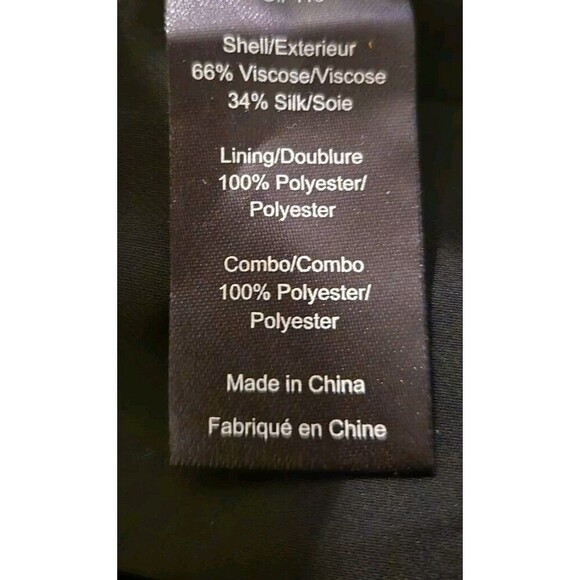 Shell/Exterieur
66% Viscose/Viscose
34% Silk/Soie
Lining/Doublure
100% Polyester/
Polyester
Combo/Combo
100% Polyester/
Polyester
Made in China
Fabriqué en Chine